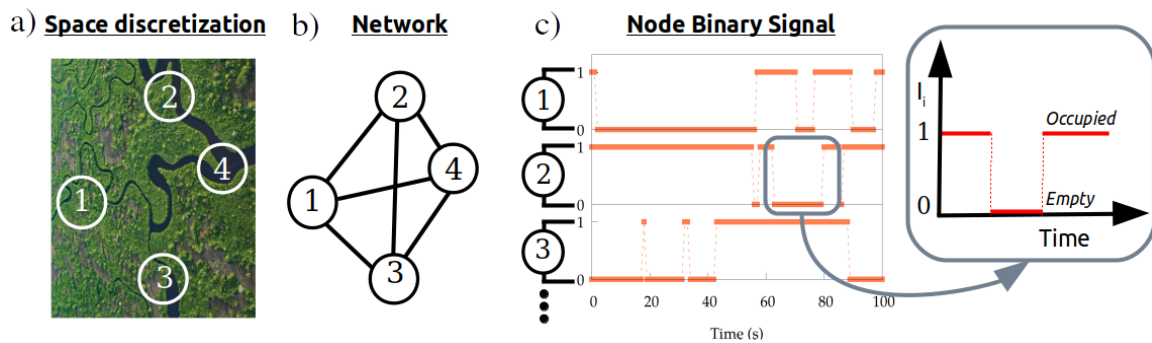 a) Space discretization
2
4
1
3
b) Network
2
4
1
3
c) Node Binary Signal
1
1
0
2
1
0
3
1
0
0 20 40 60 80 100
Time (s)
I i
1
Occupied
Empty
0
Time